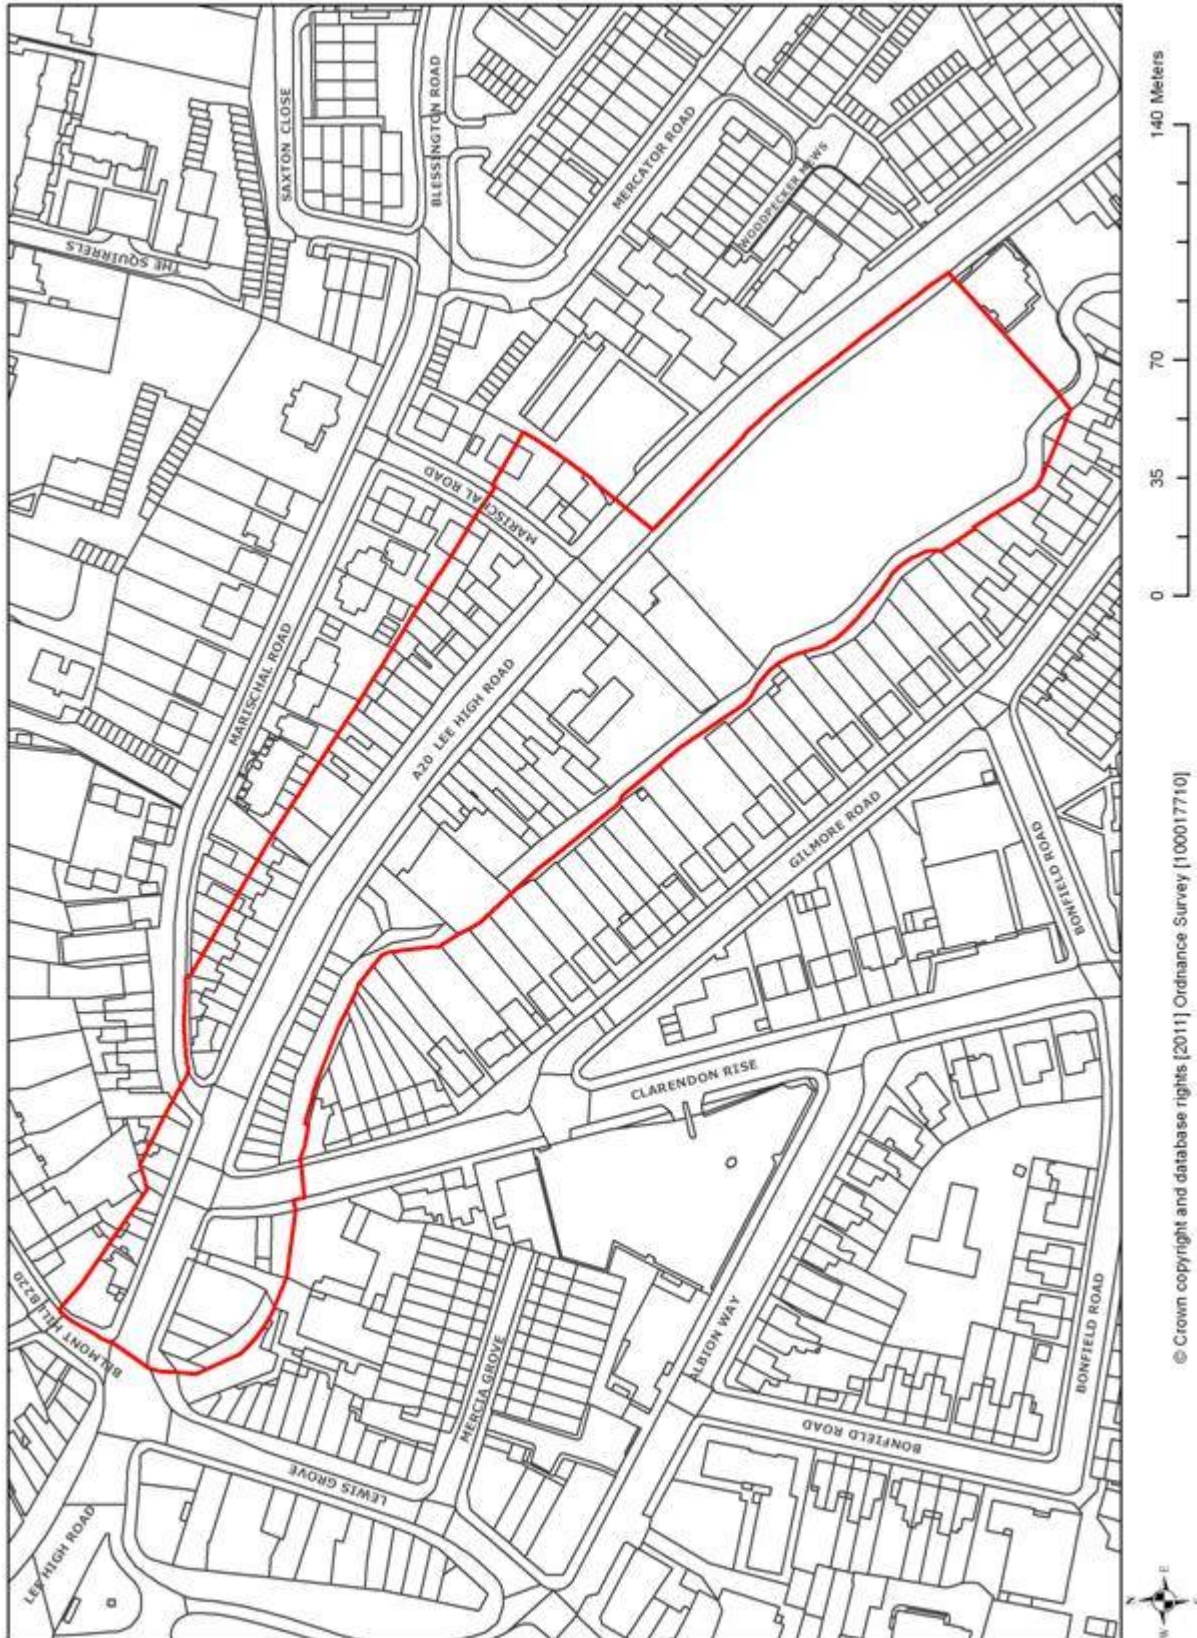 THE SQUIRRELS
SAXTON CLOSE
BLESSINGTON ROAD
MERCATOR ROAD
WOODPECKER MEWS
MARISCHAL ROAD
MARISCHAL ROAD
A20 LEE HIGH ROAD
GILMORE ROAD
BONFIELD ROAD
CLARENDON RISE
BELMONT HILL B220
LEE HIGH ROAD
LEWIS GROVE
MERCIA GROVE
ALBION WAY
BONFIELD ROAD
BONFIELD ROAD
0 35 70 140 Meters
© Crown copyright and database rights [2011] Ordnance Survey [100017710]
N
E
W